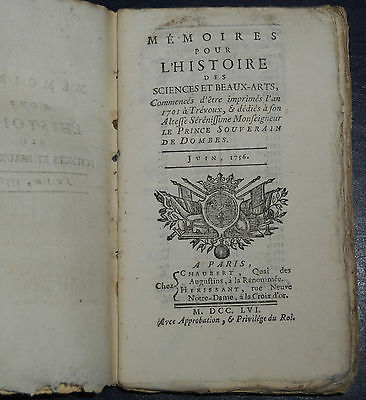 MÉMOIRES
POUR
L'HISTOIRE
DES
SCIENCES ET BEAUX-ARTS,
Commencés d'être imprimés l'an
1701 à Trévoux, & dédiés à son
Altesse Sérénissime Monseigneur
LE PRINCE SOUVERAIN
DE DOMBES.
JUIN, 1756.
A PARIS,
Chez
CHAUBERT, Quai des
Augustins, à la Renommée.
HERISSANT, rue Neuve
Notre-Dame, à la Croix d'or.
M. DCC. LVI.
Avec Approbation, & Privilége du Roi.